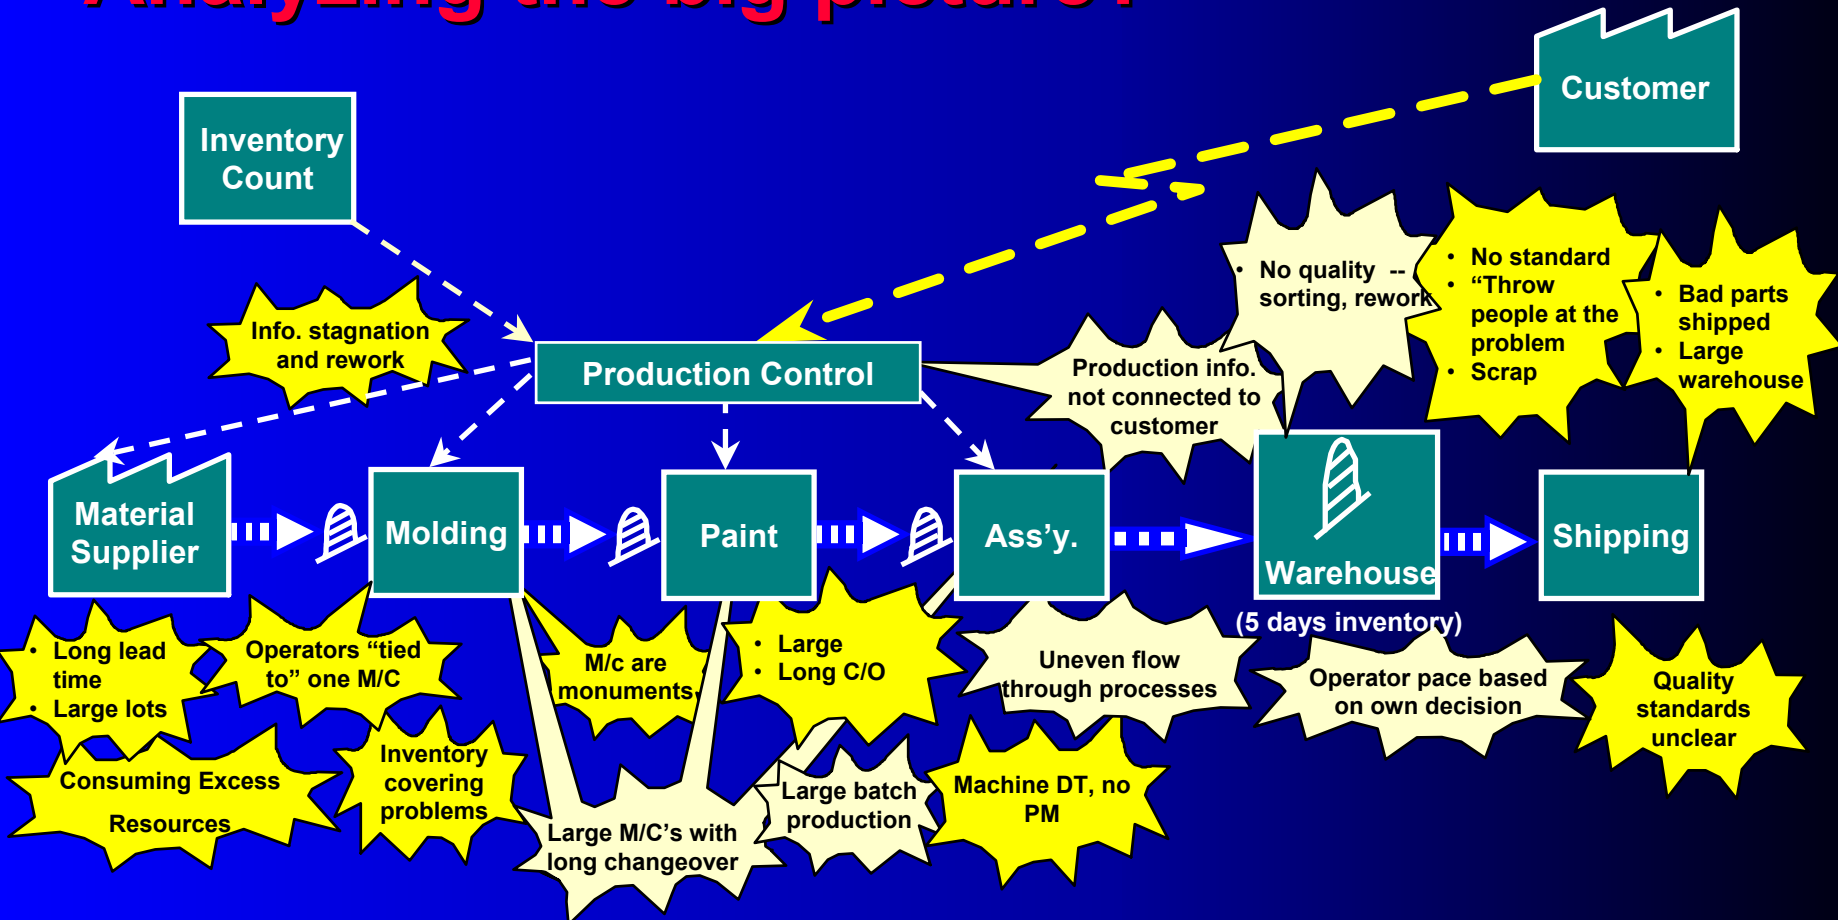 Analyzing the big picture!
Customer
Inventory
Count
No quality --
sorting, rework
No standard
“Throw
people at the
problem
Scrap
Bad parts
shipped
Large
warehouse
Info. stagnation
and rework
Production Control
Production info.
not connected to
customer
Material
Supplier
Molding
Paint
Ass’y.
Warehouse
Shipping
(5 days inventory)
Long lead
time
Large lots
Operators “tied
to” one M/C
M/c are
monuments
Large
Long C/O
Uneven flow
through processes
Operator pace based
on own decision
Quality
standards
unclear
Consuming Excess
Resources
Inventory
covering
problems
Large M/C’s with
long changeover
Large batch
production
Machine DT, no
PM